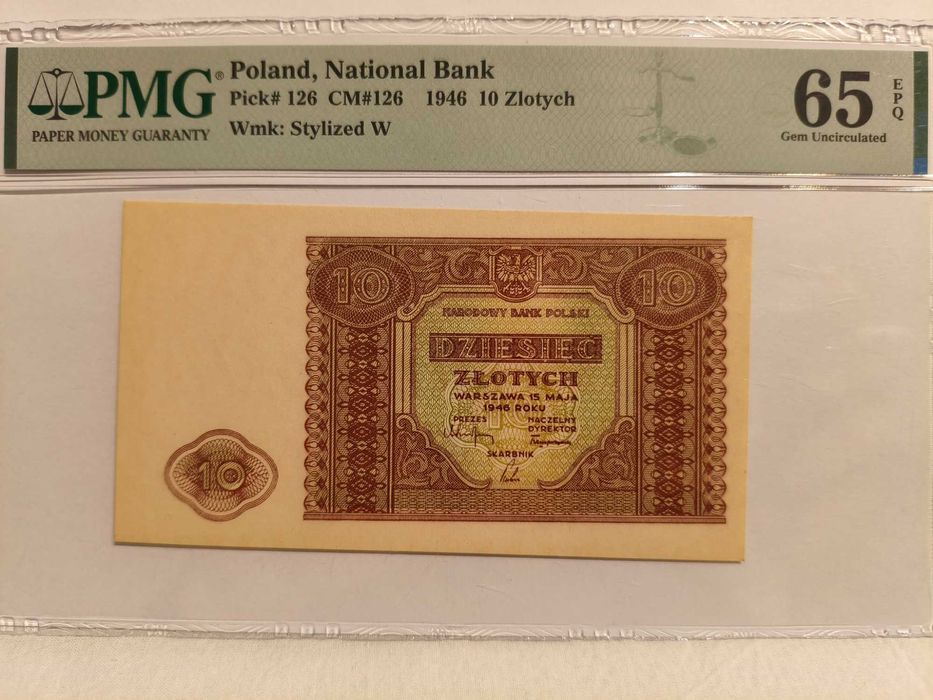 PMG®
PAPER MONEY GUARANTY
Poland, National Bank
Pick# 126 CM#126 1946 10 Zlotych
Wmk: Stylized W
65
EPQ
Gem Uncirculated
10
10
NARODOWY BANK POLSKI
DZIESIĘĆ
ZŁOTYCH
WARSZAWA 15 MAJA
1946 ROKU
PREZES
NACZELNY
DYREKTOR
SKARBNIK
10